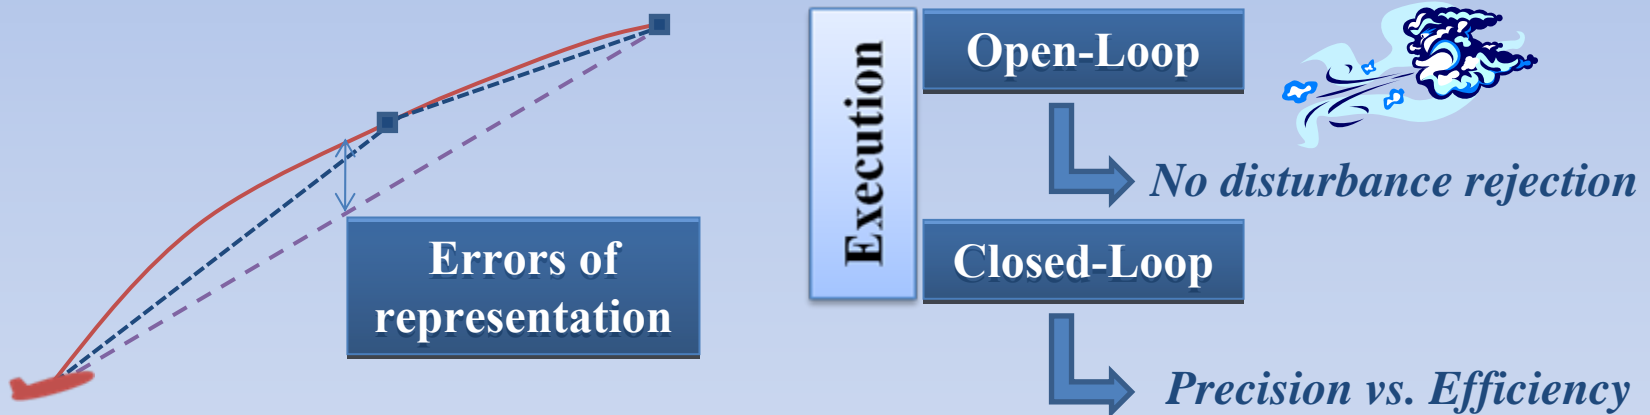 Errors of
representation
Execution
Open-Loop
No disturbance rejection
Closed-Loop
Precision vs. Efficiency